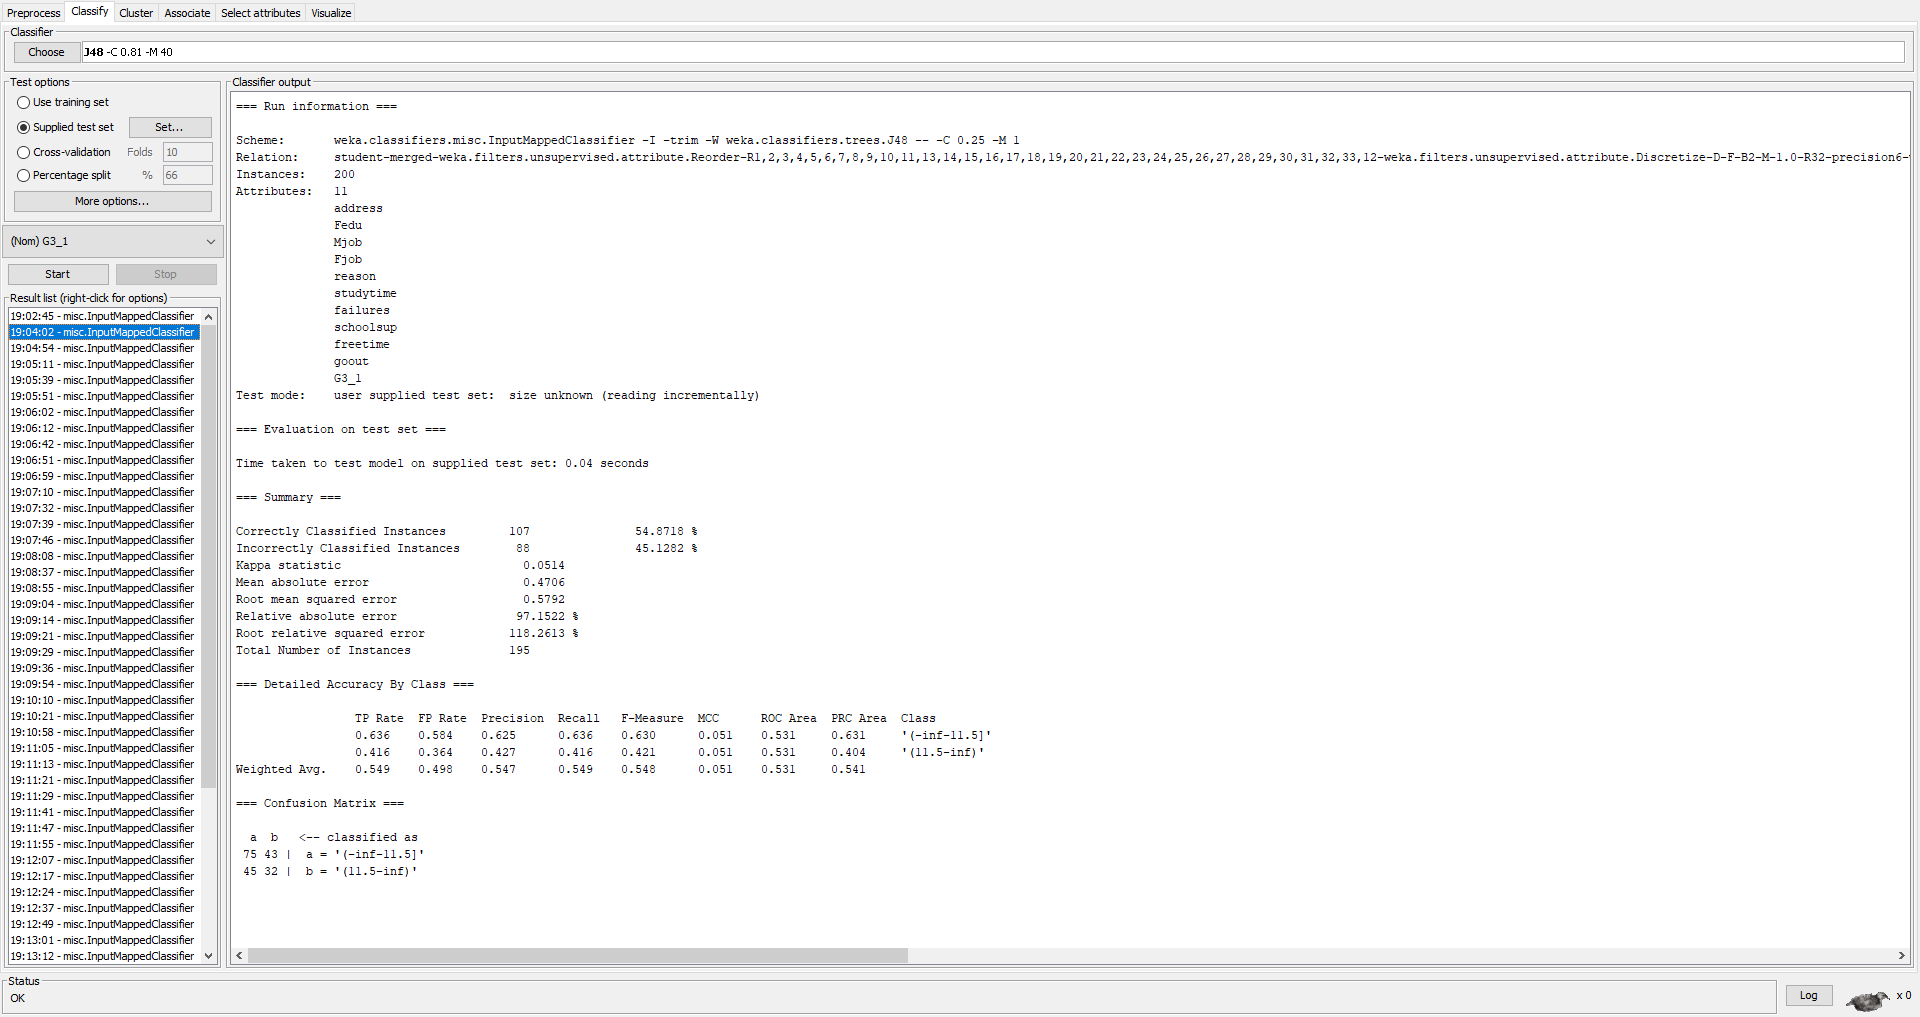 Preprocess Classify Cluster Associate Select attributes Visualize
Classifier
Choose J48 -C 0.81 -M 40
Test options
Use training set
Supplied test set Set...
Cross-validation Folds 10
Percentage split % 66
More options...
(Nom) G3_1
Start Stop
Result list (right-click for options)
19:02:45 - misc.InputMappedClassifier
19:04:02 - misc.InputMappedClassifier
19:04:54 - misc.InputMappedClassifier
19:05:11 - misc.InputMappedClassifier
19:05:39 - misc.InputMappedClassifier
19:05:51 - misc.InputMappedClassifier
19:06:02 - misc.InputMappedClassifier
19:06:12 - misc.InputMappedClassifier
19:06:42 - misc.InputMappedClassifier
19:06:51 - misc.InputMappedClassifier
19:06:59 - misc.InputMappedClassifier
19:07:10 - misc.InputMappedClassifier
19:07:32 - misc.InputMappedClassifier
19:07:39 - misc.InputMappedClassifier
19:07:46 - misc.InputMappedClassifier
19:08:08 - misc.InputMappedClassifier
19:08:37 - misc.InputMappedClassifier
19:08:55 - misc.InputMappedClassifier
19:09:04 - misc.InputMappedClassifier
19:09:14 - misc.InputMappedClassifier
19:09:21 - misc.InputMappedClassifier
19:09:29 - misc.InputMappedClassifier
19:09:36 - misc.InputMappedClassifier
19:09:54 - misc.InputMappedClassifier
19:10:10 - misc.InputMappedClassifier
19:10:21 - misc.InputMappedClassifier
19:10:58 - misc.InputMappedClassifier
19:11:05 - misc.InputMappedClassifier
19:11:13 - misc.InputMappedClassifier
19:11:21 - misc.InputMappedClassifier
19:11:29 - misc.InputMappedClassifier
19:11:41 - misc.InputMappedClassifier
19:11:47 - misc.InputMappedClassifier
19:11:55 - misc.InputMappedClassifier
19:12:07 - misc.InputMappedClassifier
19:12:17 - misc.InputMappedClassifier
19:12:24 - misc.InputMappedClassifier
19:12:37 - misc.InputMappedClassifier
19:12:49 - misc.InputMappedClassifier
19:13:01 - misc.InputMappedClassifier
19:13:12 - misc.InputMappedClassifier
Classifier output
=== Run information ===
Scheme: weka.classifiers.misc.InputMappedClassifier -I -trim -W weka.classifiers.trees.J48 -- -C 0.25 -M 1
Relation: student-merged-weka.filters.unsupervised.attribute.Reorder-R1,2,3,4,5,6,7,8,9,10,11,13,14,15,16,17,18,19,20,21,22,23,24,25,26,27,28,29,30,31,32,33,12-weka.filters.unsupervised.attribute.Discretize-D-F-B2-M-1.0-R32-precision6-
Instances: 200
Attributes: 11
address
Fedu
Mjob
Fjob
reason
studytime
failures
schoolsup
freetime
goout
G3_1
Test mode: user supplied test set: size unknown (reading incrementally)
=== Evaluation on test set ===
Time taken to test model on supplied test set: 0.04 seconds
=== Summary ===
Correctly Classified Instances 107 54.8718 %
Incorrectly Classified Instances 88 45.1282 %
Kappa statistic 0.0514
Mean absolute error 0.4706
Root mean squared error 0.5792
Relative absolute error 97.1522 %
Root relative squared error 118.2613 %
Total Number of Instances 195
=== Detailed Accuracy By Class ===
TP Rate FP Rate Precision Recall F-Measure MCC ROC Area PRC Area Class
0.636 0.584 0.625 0.636 0.630 0.051 0.531 0.631 '(-inf-11.5]'
0.416 0.364 0.427 0.416 0.421 0.051 0.531 0.404 '(11.5-inf)'
Weighted Avg. 0.549 0.498 0.547 0.549 0.548 0.051 0.531 0.541
=== Confusion Matrix ===
a b <-- classified as
75 43 | a = '(-inf-11.5]'
45 32 | b = '(11.5-inf)'
Status
OK
Log x 0